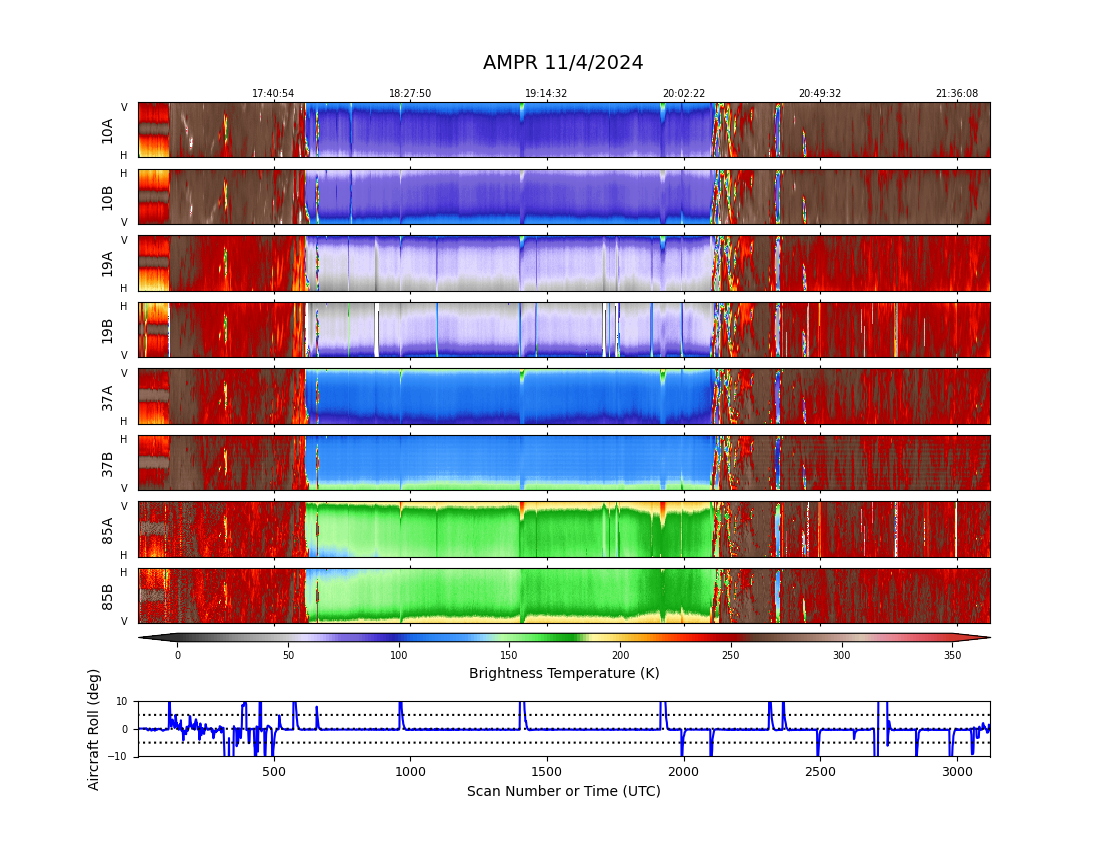 AMPR 11/4/2024
17:40:54 18:27:50 19:14:32 20:02:22 20:49:32 21:36:08
V
10A
H
H
10B
V
V
19A
H
H
19B
V
V
37A
H
H
37B
V
V
85A
H
H
85B
V
0 50 100 150 200 250 300 350
Brightness Temperature (K)
Aircraft Roll (deg)
10
0
−10
500 1000 1500 2000 2500 3000
Scan Number or Time (UTC)